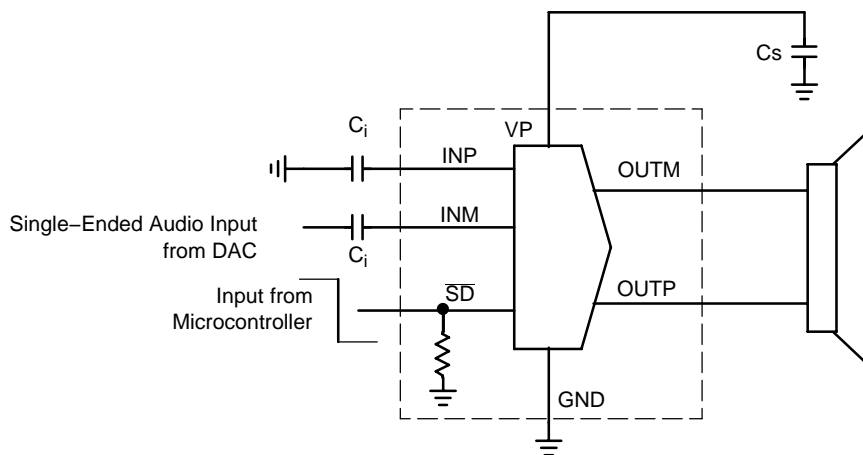 Cs
Ci
VP
INP
OUTM
Single−Ended Audio Input
from DAC
INM
Ci
Input from
Microcontroller
SD
OUTP
GND